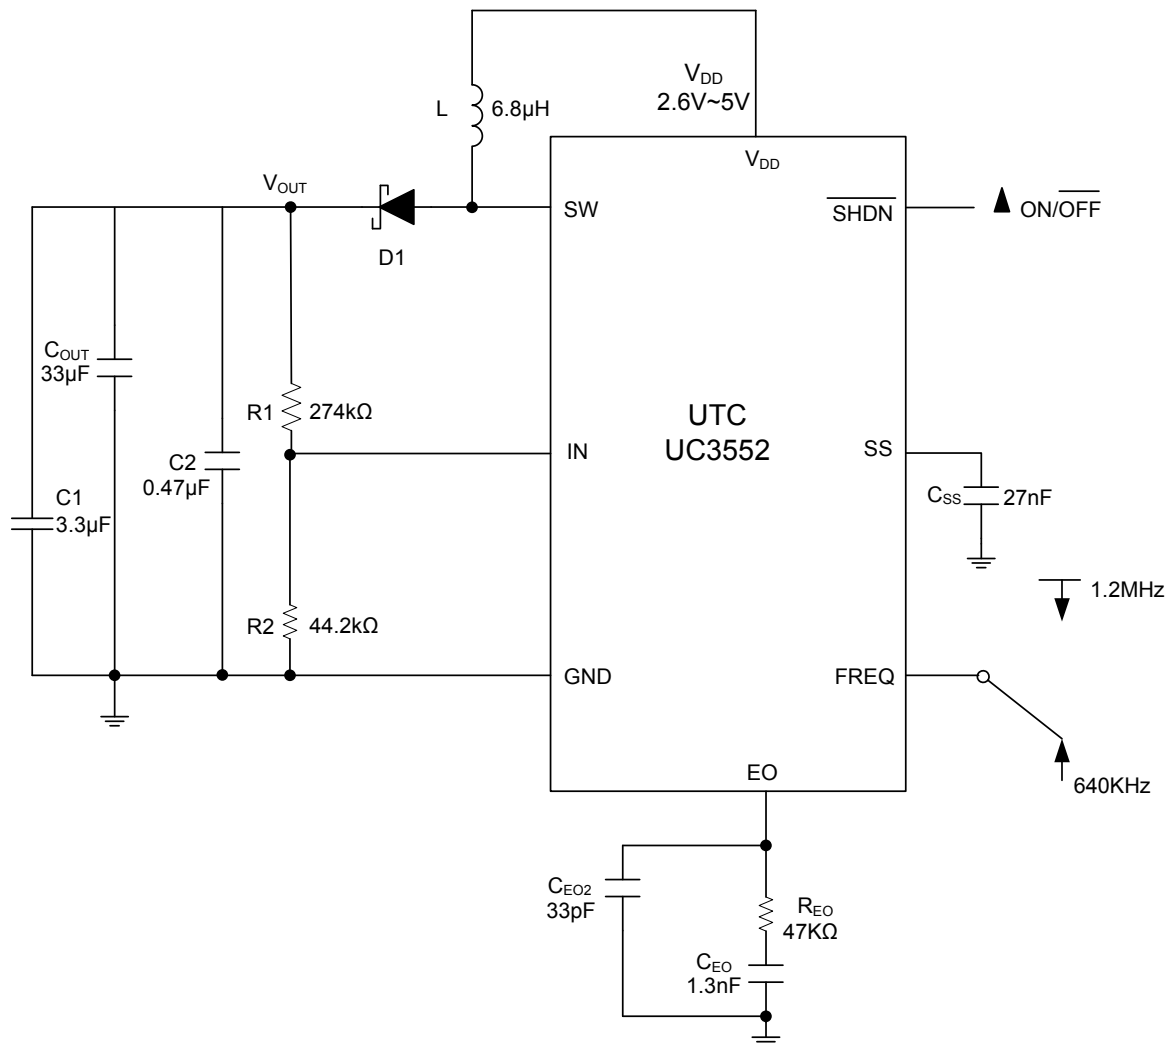 V_DD
2.6V~5V
L 6.8µH
V_DD
V_OUT
SW
SHDN
ON/OFF
D1
C_OUT
33µF
R1 274kΩ
UTC
UC3552
IN
SS
C2
0.47µF
C1
3.3µF
C_SS 27nF
1.2MHz
R2 44.2kΩ
GND
FREQ
EO
640KHz
C_EO2
33pF
R_EO
47KΩ
C_EO
1.3nF